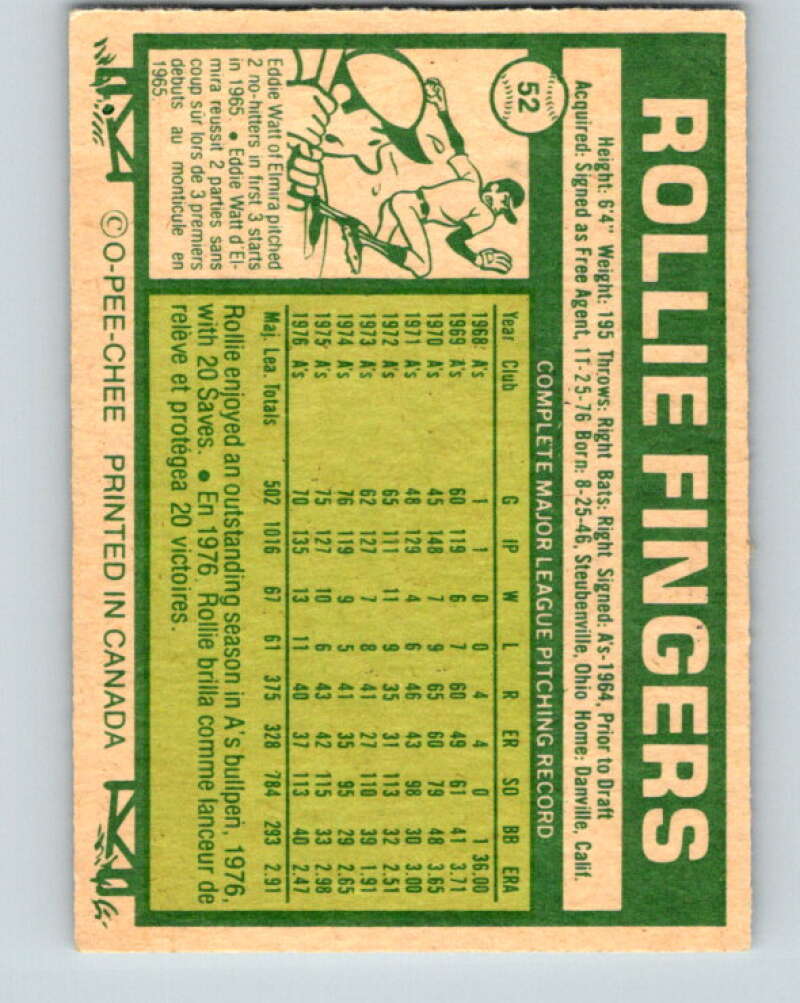 ROLLIE FINGERS
52
Height: 6'4" Weight: 195 Throws: Right Bats: Right Signed: A's-1964, Prior to Draft
Acquired: Signed as Free Agent, 11-25-76 Born: 8-25-46, Steubenville, Ohio Home: Danville, Calif.
COMPLETE MAJOR LEAGUE PITCHING RECORD
Year Club G IP W L R ER SO BB ERA
1968 A's 1 1 0 0 4 4 0 1 36.00
1969 A's 60 119 6 7 60 49 61 41 3.71
1970 A's 45 148 7 9 65 60 79 48 3.65
1971 A's 48 129 4 6 46 43 98 30 3.00
1972 A's 65 111 11 9 35 31 113 32 2.51
1973 A's 62 127 7 8 41 27 110 39 1.91
1974 A's 76 119 9 5 41 35 95 29 2.65
1975 A's 75 127 10 6 43 42 115 33 2.98
1976 A's 70 135 13 11 40 37 113 40 2.47
Maj. Lea. Totals 502 1016 67 61 375 328 784 293 2.91
Rollie enjoyed an outstanding season in A's bullpen, 1976,
with 20 Saves. • En 1976, Rollie brilla comme lanceur de
relève et protégea 20 victoires.
Eddie Watt of Elmira pitched
2 no-hitters in first 3 starts
in 1965 • Eddie Watt d'El-
mira reussit 2 parties sans
coup sûr lors de 3 premiers
debuts au monticule en
1965.
©O-PEE-CHEE PRINTED IN CANADA